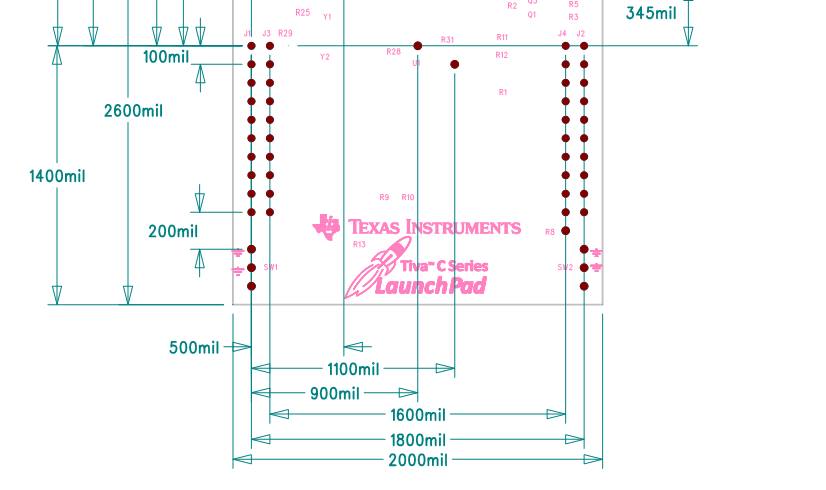 R2
R5
Q1
R3
345mil
R25
Y1
J1
J3
R29
R31
R11
J4
J2
100mil
R28
R12
Y2
U1
R1
2600mil
1400mil
R9
R10
200mil
TEXAS INSTRUMENTS
R8
R13
SW1
Tiva™ C Series
SW2
LaunchPad
500mil
1100mil
900mil
1600mil
1800mil
2000mil